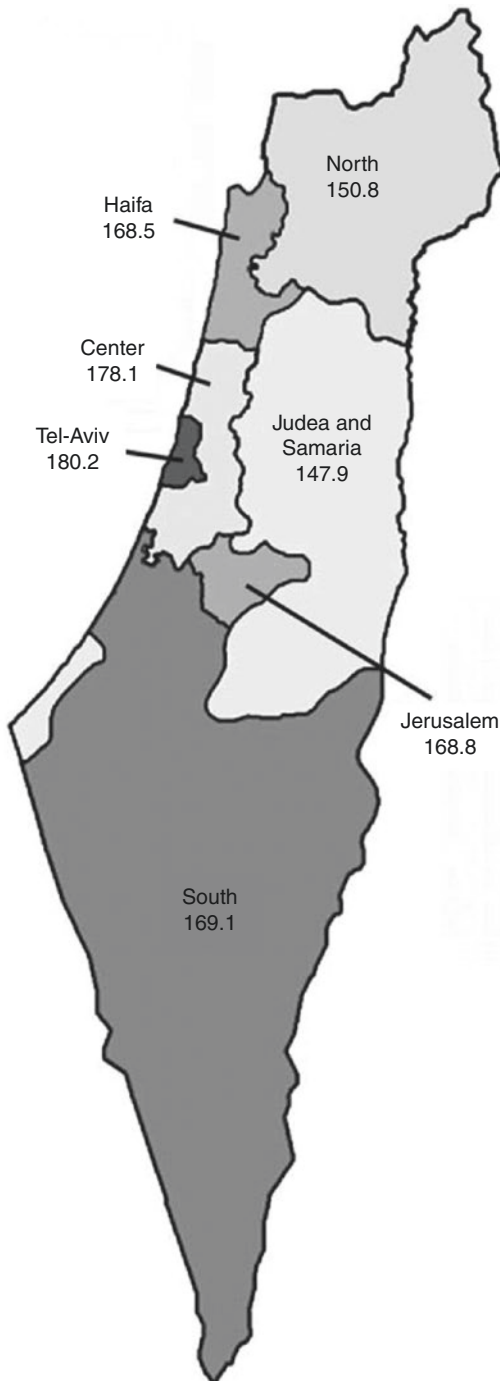 North
150.8
Haifa
168.5
Center
178.1
Tel-Aviv
180.2
Judea and
Samaria
147.9
Jerusalem
168.8
South
169.1